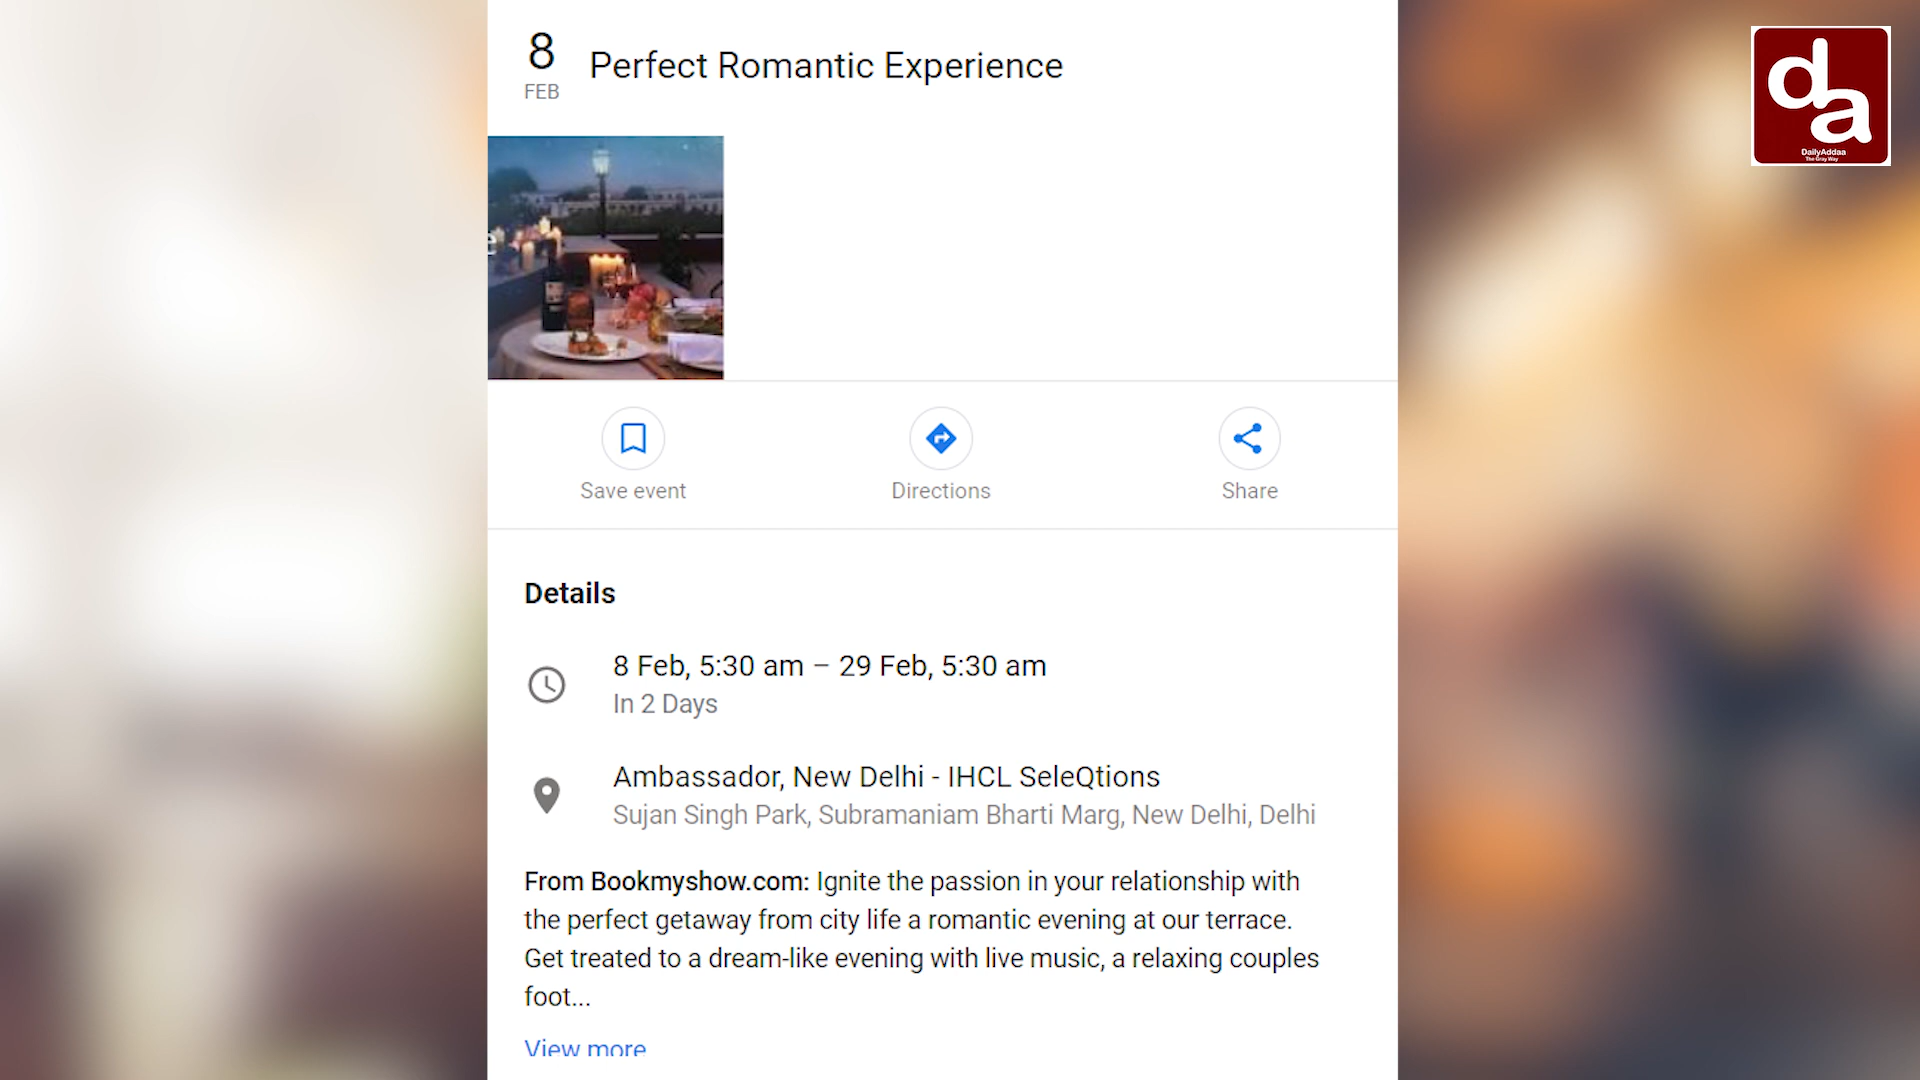 8
FEB
Perfect Romantic Experience
da
DailyAddaa
The Gray Way
e
Save event
Directions
Share
Details
8 Feb, 5:30 am – 29 Feb, 5:30 am
In 2 Days
Ambassador, New Delhi - IHCL SeleQtions
Sujan Singh Park, Subramaniam Bharti Marg, New Delhi, Delhi
From Bookmyshow.com: Ignite the passion in your relationship with
the perfect getaway from city life a romantic evening at our terrace.
Get treated to a dream-like evening with live music, a relaxing couples
foot...
View more